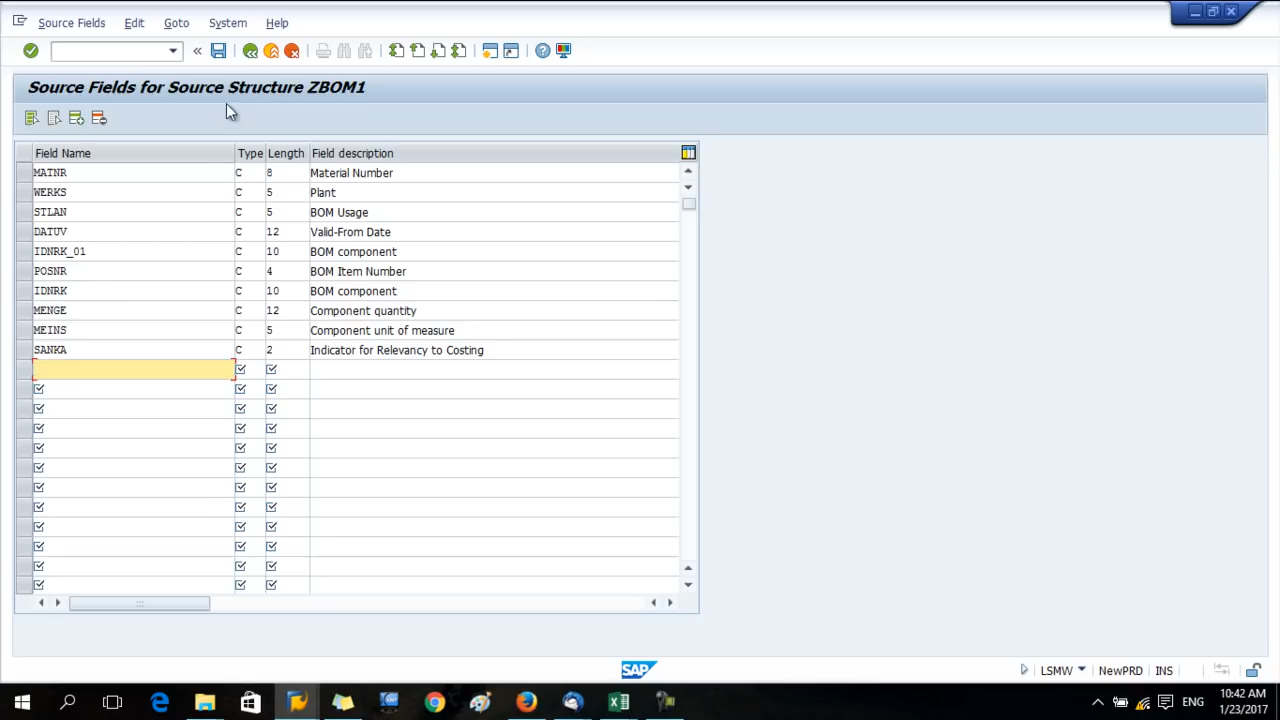 Source Fields Edit Goto System Help
Source Fields for Source Structure ZBOM1
Field Name Type Length Field description
MATNR C 8 Material Number
WERKS C 5 Plant
STLAN C 5 BOM Usage
DATUV C 12 Valid-From Date
IDNRK_01 C 10 BOM component
POSNR C 4 BOM Item Number
IDNRK C 10 BOM component
MENGE C 12 Component quantity
MEINS C 5 Component unit of measure
SANKA C 2 Indicator for Relevancy to Costing
SAP
LSMW NewPRD INS
ENG
10:42 AM
1/23/2017